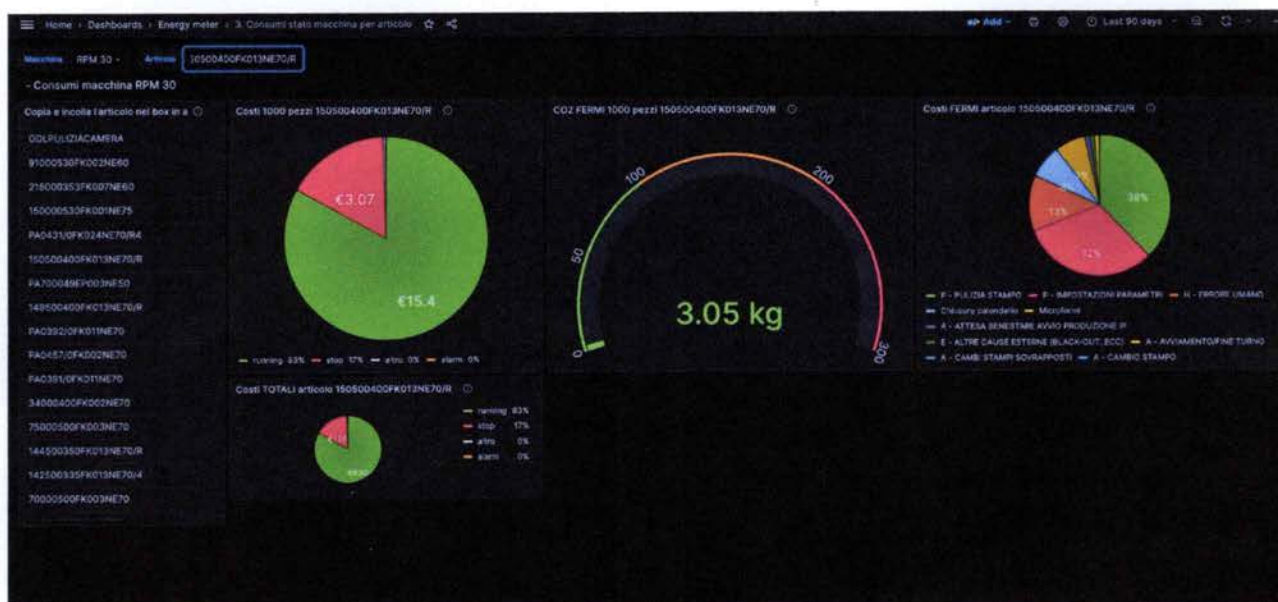 Home › Dashboards › Energy meter › 3. Consumi stato macchina per articolo
Add
Last 90 days
Macchina RPM 30 Articolo 50500400FK013NE70/R
- Consumi macchina RPM 30
Copia e incolla l'articolo nel box in a
ODLPULIZIACAMERA
91000530FK002NE60
216000353FK007NE60
150000530FK001NE75
PA0431/0FK024NE70/R4
150500400FK013NE70/R
PA700049EP003NE50
148500400FK013NE70/R
PA0392/0FK011NE70
PA0457/0FK002NE70
PA0391/0FK011NE70
34000400FK002NE70
75000500FK003NE70
144500350FK013NE70/R
142500335FK013NE70/4
70000500FK003NE70
Costi 1000 pezzi 150500400FK013NE70/R
€3.07
€15.4
running 83% stop 17% altro 0% alarm 0%
Costi TOTALI articolo 150500400FK013NE70/R
running 83%
stop 17%
altro 0%
alarm 0%
CO2 FERMI 1000 pezzi 150500400FK013NE70/R
0
50
100
200
300
3.05 kg
Costi FERMI articolo 150500400FK013NE70/R
38%
32%
13%
P - PULIZIA STAMPO P - IMPOSTAZIONI PARAMETRI H - ERRORE UMANO
Chiusura calendario Microfermi
A - ATTESA BENESTARE AVVIO PRODUZIONE IP
E - ALTRE CAUSE ESTERNE (BLACK-OUT, ECC) A - AVVIAMENTO/FINE TURNO
A - CAMBI STAMPI SOVRAPPOSTI A - CAMBIO STAMPO